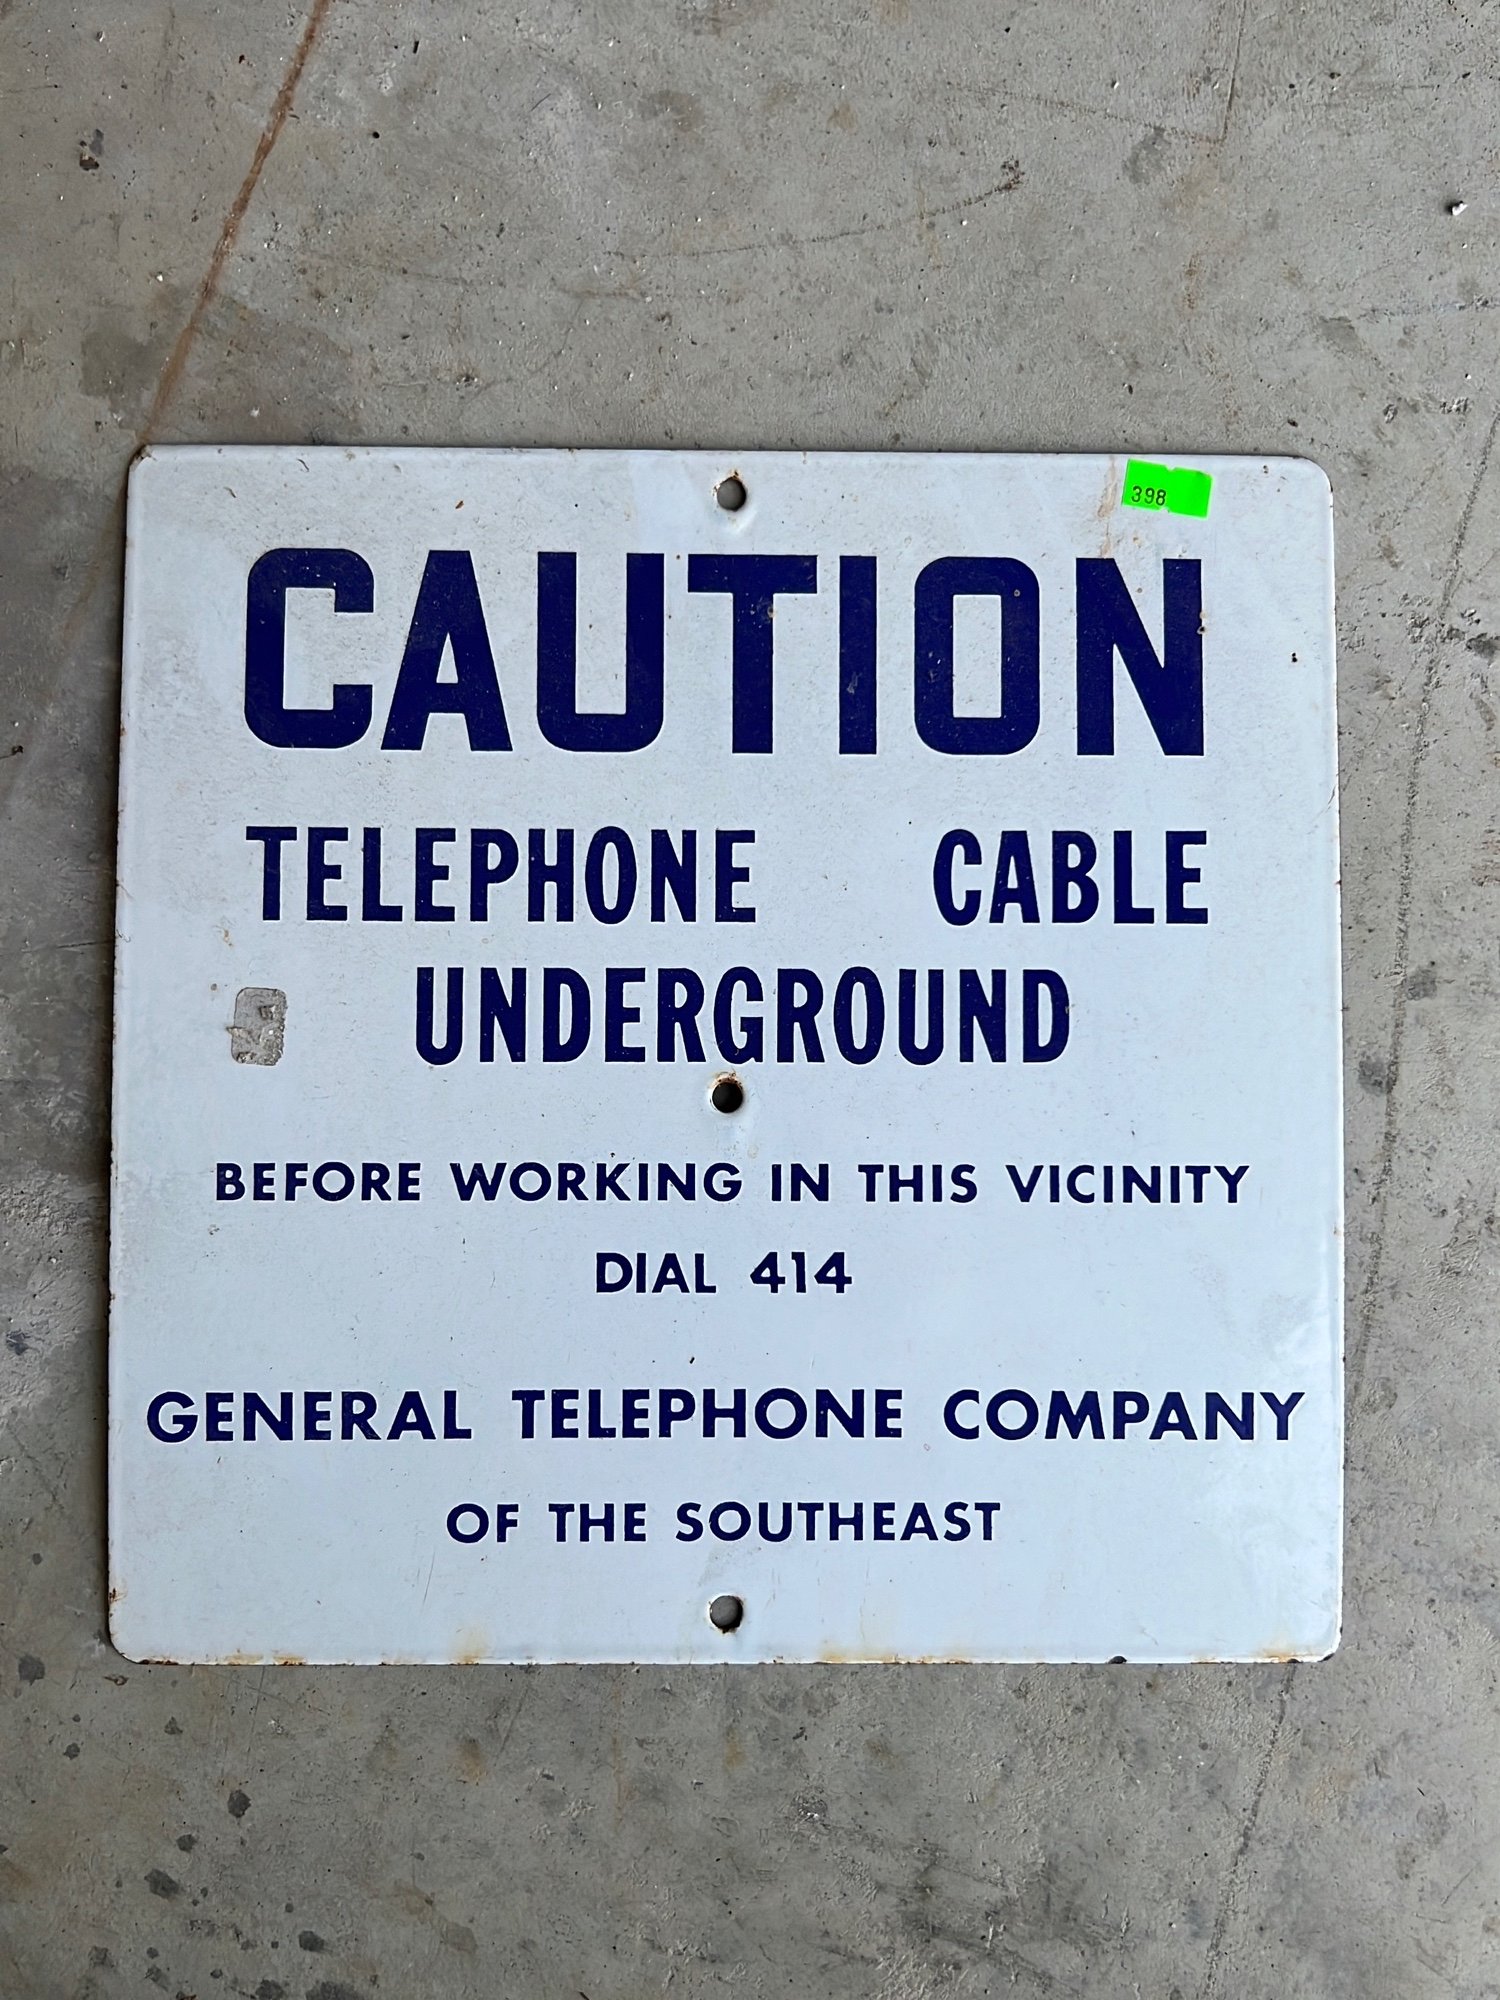 398
CAUTION
TELEPHONE CABLE
UNDERGROUND
BEFORE WORKING IN THIS VICINITY
DIAL 414
GENERAL TELEPHONE COMPANY
OF THE SOUTHEAST